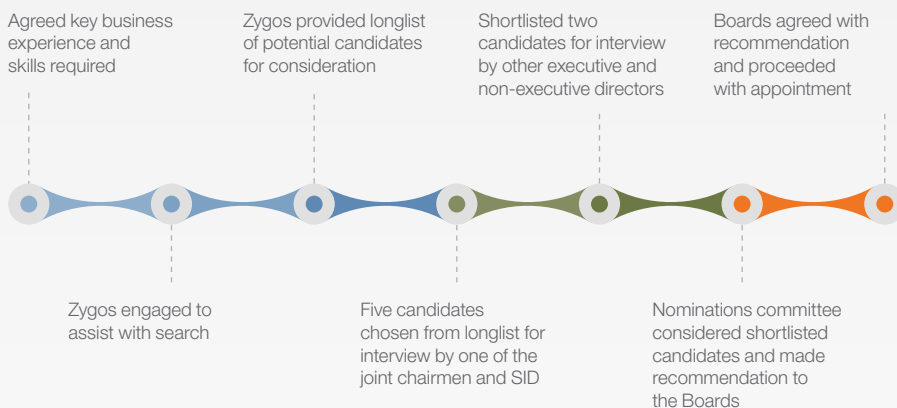 Agreed key business
experience and
skills required
Zygos engaged to
assist with search
Zygos provided longlist
of potential candidates
for consideration
Five candidates
chosen from longlist for
interview by one of the
joint chairmen and SID
Shortlisted two
candidates for interview
by other executive and
non-executive directors
Nominations committee
considered shortlisted
candidates and made
recommendation to
the Boards
Boards agreed with
recommendation
and proceeded
with appointment